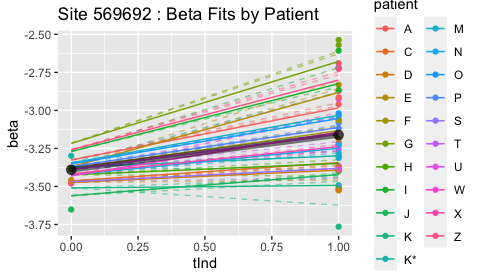 Site 569692 : Beta Fits by Patient
beta
-2.50
-2.75
-3.00
-3.25
-3.50
-3.75
0.00 0.25 0.50 0.75 1.00
tInd
patient
A M
C N
D O
E P
F S
G T
H U
I W
J X
K Z
K*